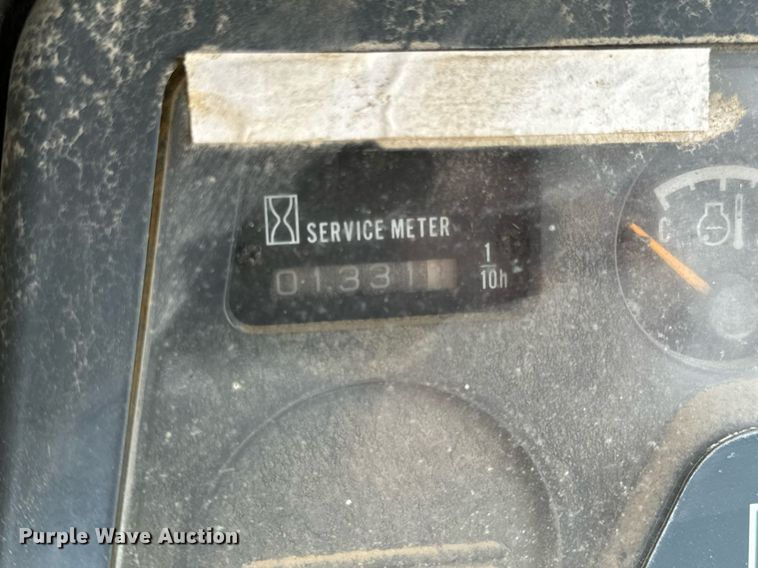 SERVICE METER
01331
1
10h
C
Purple Wave Auction